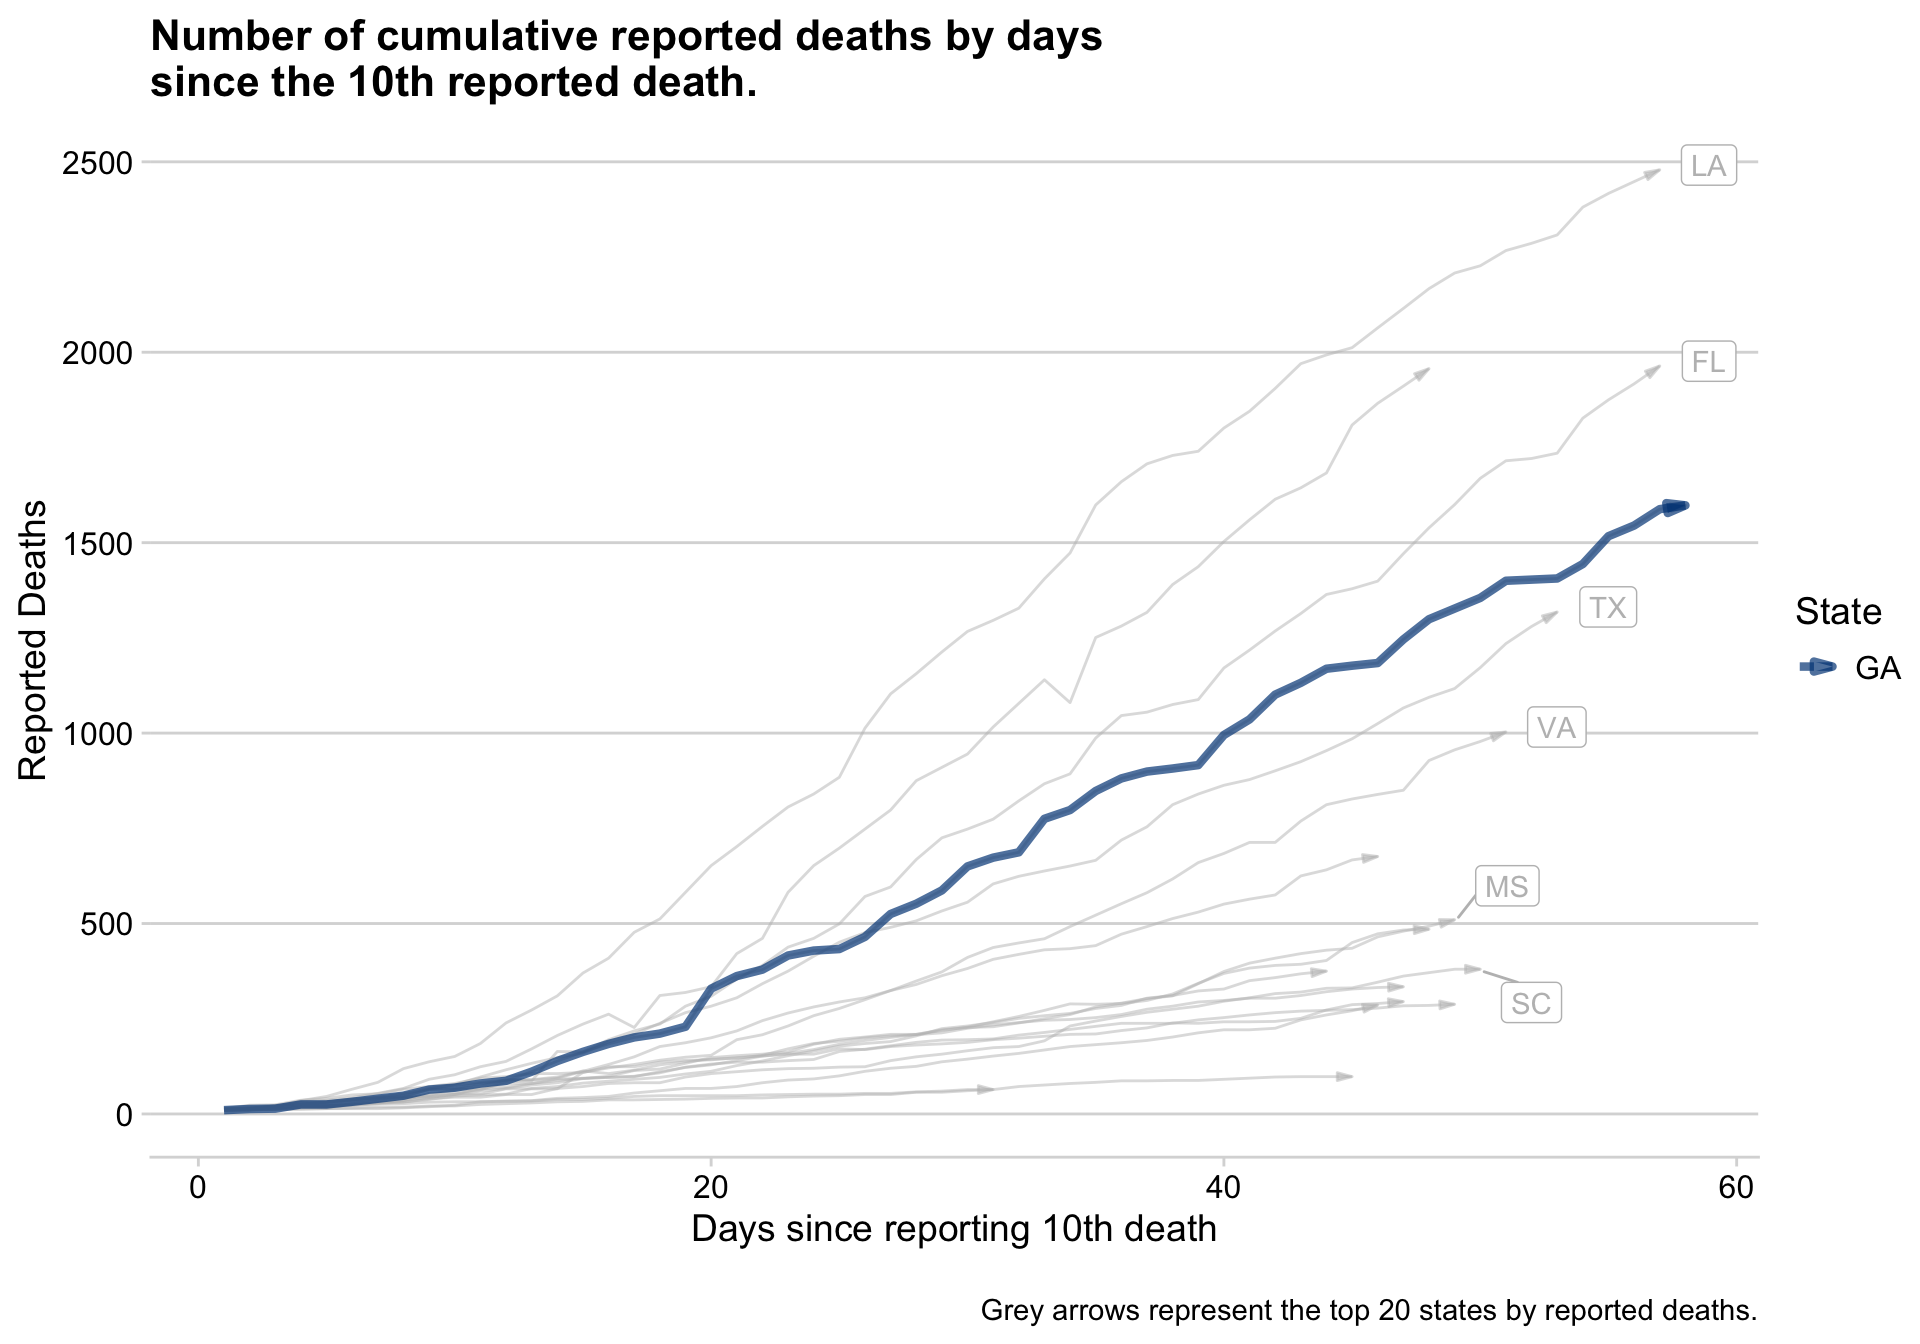 Number of cumulative reported deaths by days
since the 10th reported death.
2500
2000
1500
1000
500
0
Reported Deaths
LA
FL
TX
VA
MS
SC
State
GA
0 20 40 60
Days since reporting 10th death
Grey arrows represent the top 20 states by reported deaths.